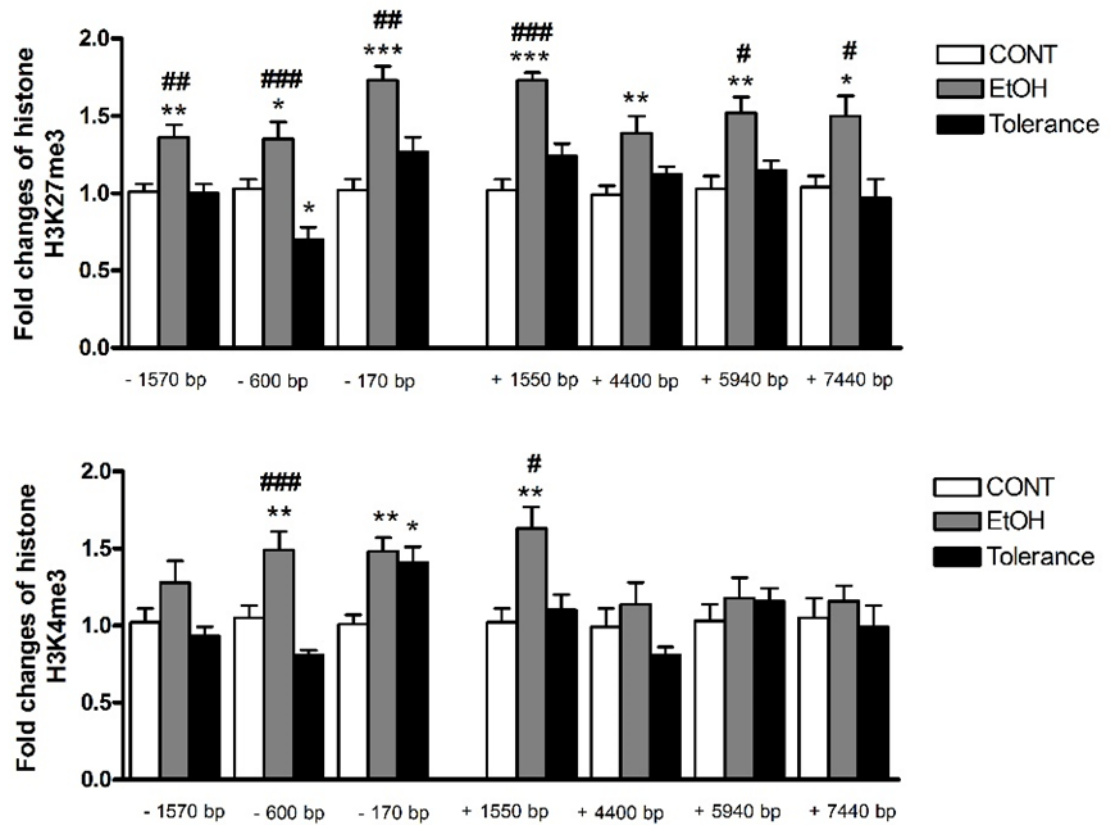 ## ###
2.0
*** *** # # CONT
## ### ** * EtOH
** * ** Tolerance
1.5
*
1.0
0.5
0.0
Fold changes of histone
H3K27me3
- 1570 bp - 600 bp - 170 bp + 1550 bp + 4400 bp + 5940 bp + 7440 bp
2.0 #
### ** CONT
** ** * EtOH
1.5 Tolerance
1.0
0.5
0.0
Fold changes of histone
H3K4me3
- 1570 bp - 600 bp - 170 bp + 1550 bp + 4400 bp + 5940 bp + 7440 bp